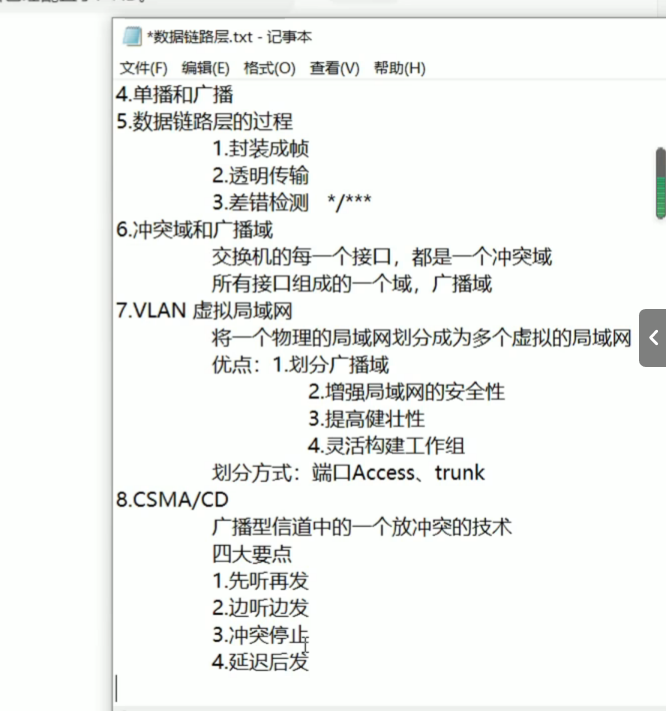 *数据链路层.txt - 记事本
文件(F) 编辑(E) 格式(O) 查看(V) 帮助(H)
4.单播和广播
5.数据链路层的过程
1.封装成帧
2.透明传输
3.差错检测 */***
6.冲突域和广播域
交换机的每一个接口，都是一个冲突域
所有接口组成的一个域，广播域
7.VLAN 虚拟局域网
将一个物理的局域网划分成为多个虚拟的局域网
优点：1.划分广播域
2.增强局域网的安全性
3.提高健壮性
4.灵活构建工作组
划分方式：端口Access、trunk
8.CSMA/CD
广播型信道中的一个放冲突的技术
四大要点
1.先听再发
2.边听边发
3.冲突停止
4.延迟后发